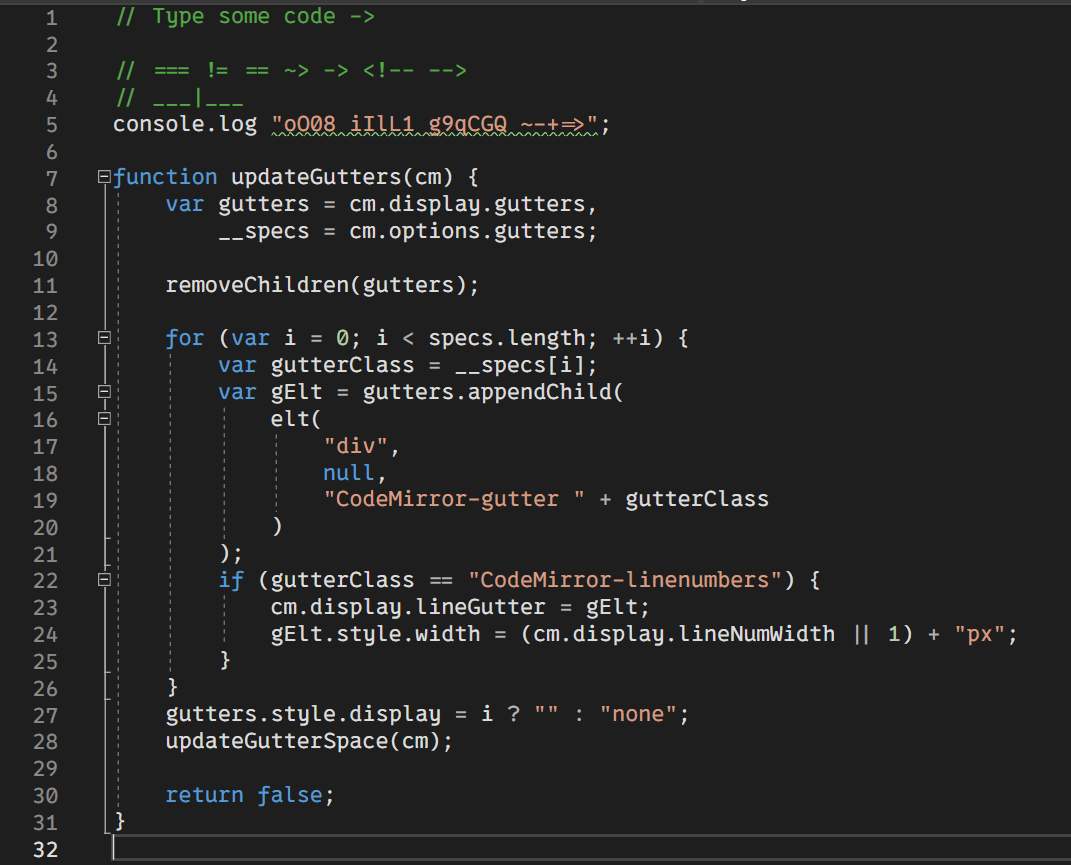 1 // Type some code ->
2
3 // === != == ~> -> <!-- -->
4 // ___|___
5 console.log "oO08 iIlL1 g9qCGQ ~--+=>";
6
7 function updateGutters(cm) {
8     var gutters = cm.display.gutters,
9         __specs = cm.options.gutters;
10
11     removeChildren(gutters);
12
13     for (var i = 0; i < specs.length; ++i) {
14         var gutterClass = __specs[i];
15         var gElt = gutters.appendChild(
16             elt(
17                 "div",
18                 null,
19                 "CodeMirror-gutter " + gutterClass
20             )
21         );
22         if (gutterClass == "CodeMirror-linenumbers") {
23             cm.display.lineGutter = gElt;
24             gElt.style.width = (cm.display.lineNumWidth || 1) + "px";
25         }
26     }
27     gutters.style.display = i ? "" : "none";
28     updateGutterSpace(cm);
29
30     return false;
31 }
32